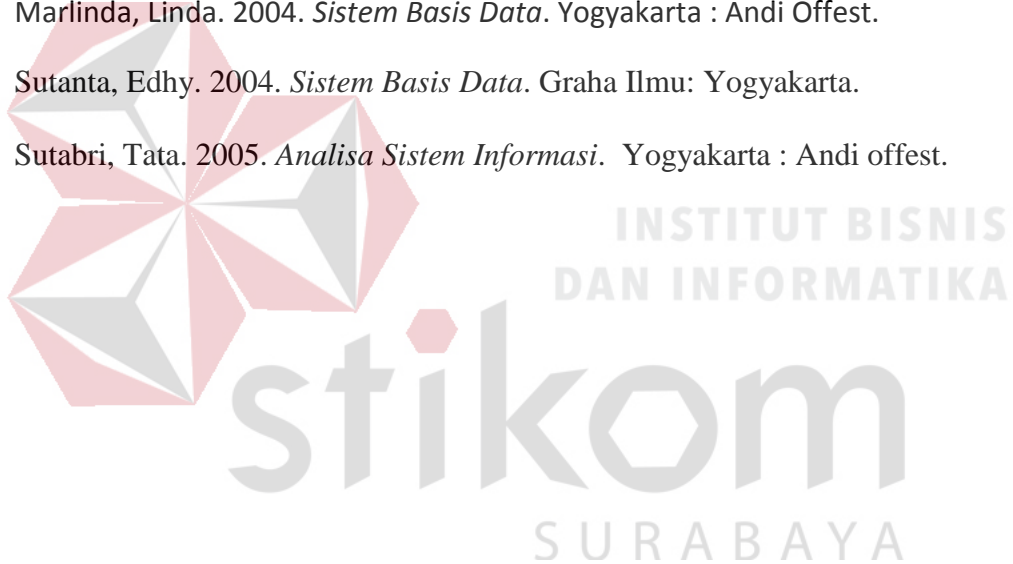 Marlinda, Linda. 2004. Sistem Basis Data. Yogyakarta : Andi Offest.
Sutanta, Edhy. 2004. Sistem Basis Data. Graha Ilmu: Yogyakarta.
Sutabri, Tata. 2005. Analisa Sistem Informasi. Yogyakarta : Andi offest.
INSTITUT BISNIS
DAN INFORMATIKA
stikom
SURABAYA